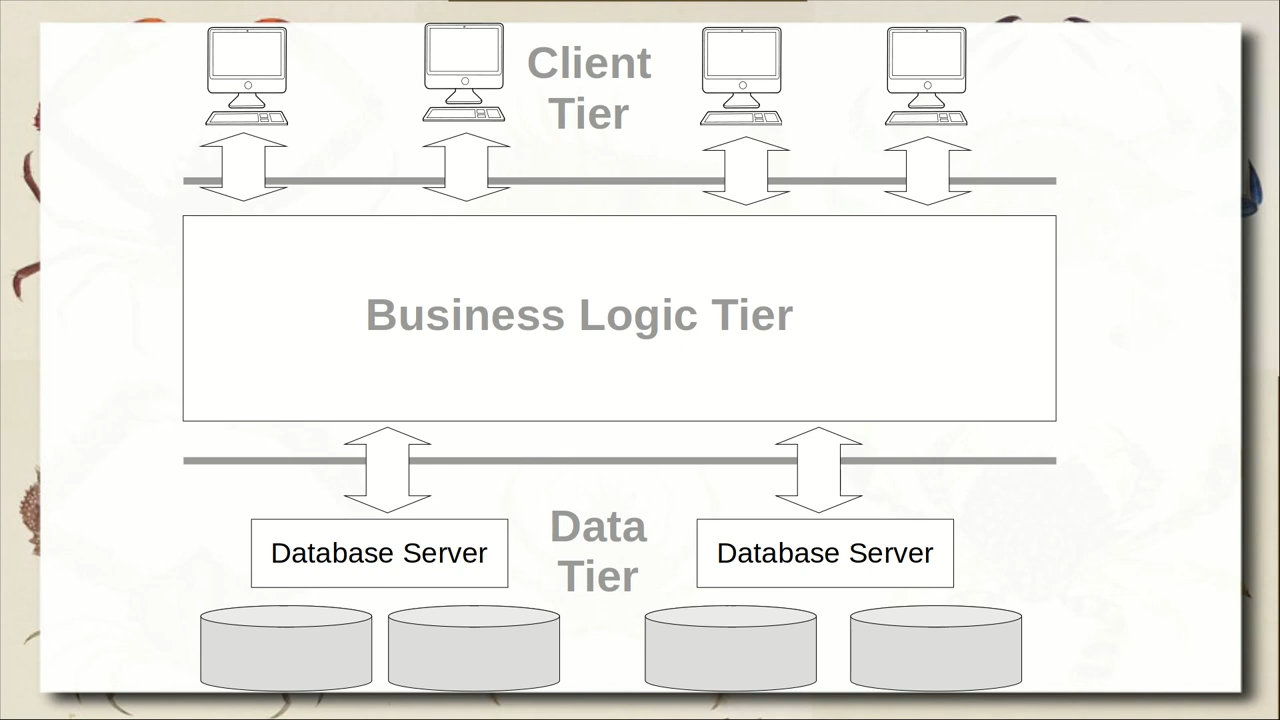 Client
Tier
Business Logic Tier
Data
Tier
Database Server
Database Server